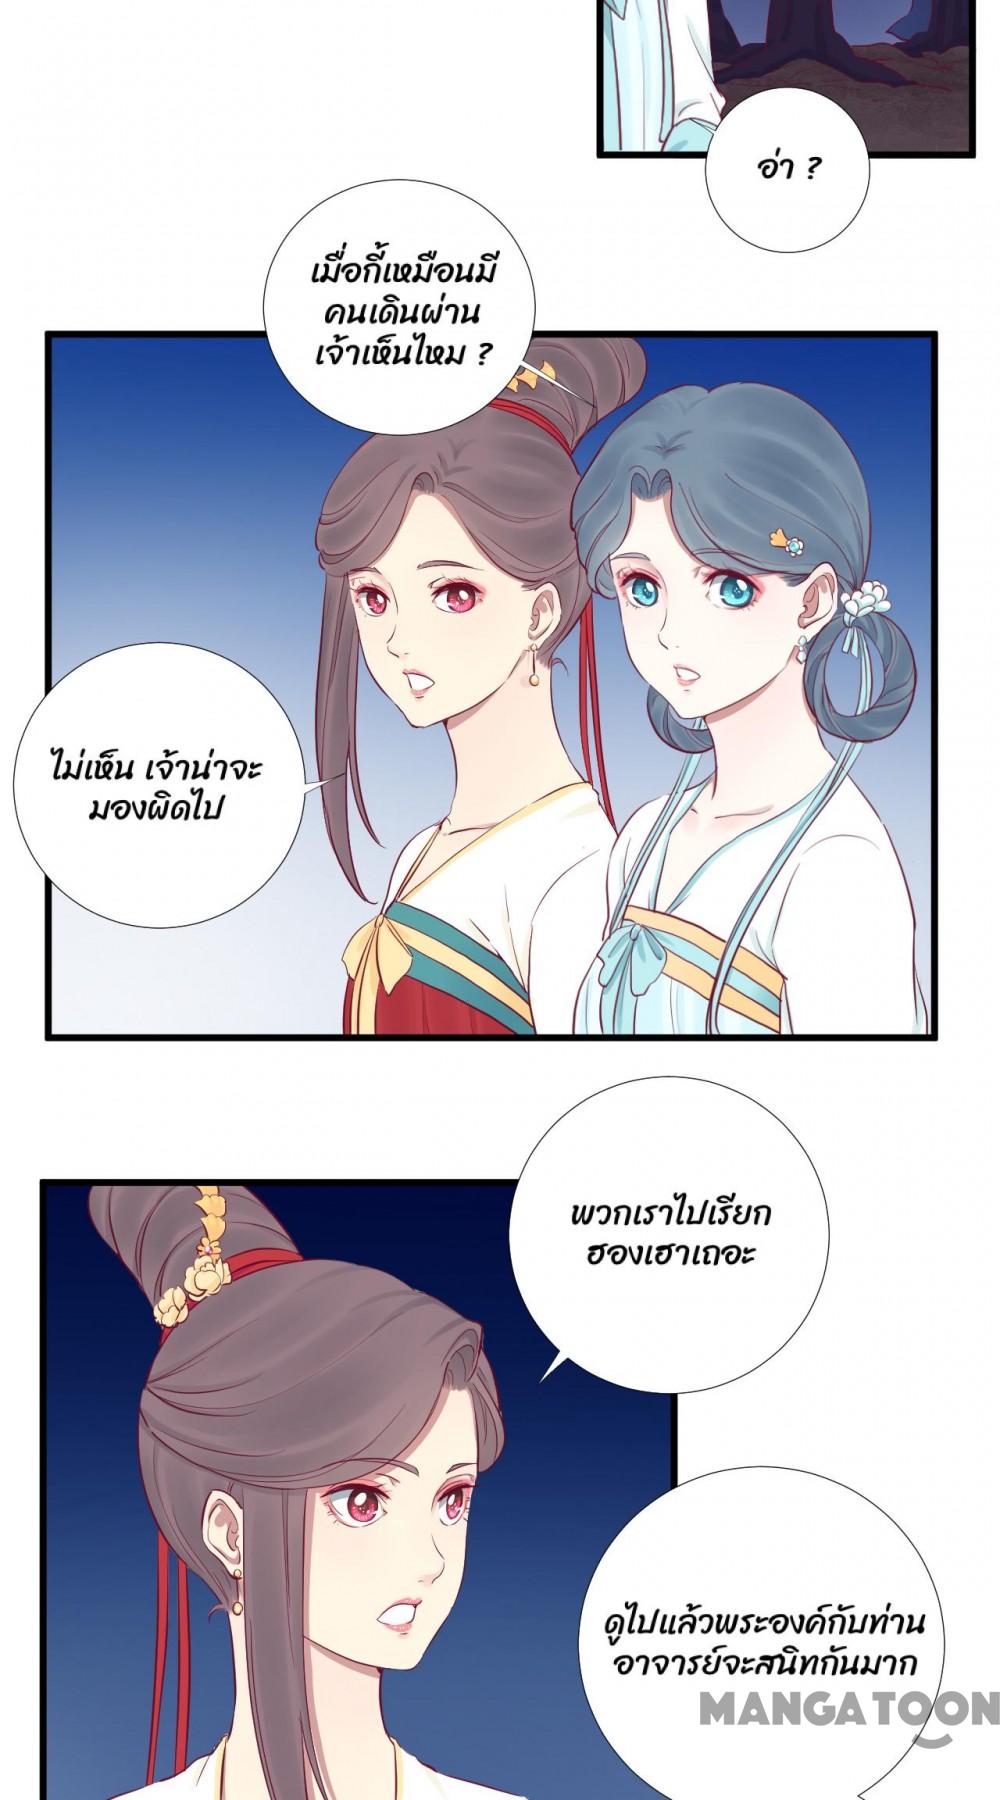 อ๋า ?
เมื่อกี้เหมือนมี
คนเดินผ่าน
เจ้าเห็นไหม ?
ไม่เห็น เจ้าน่าจะ
มองผิดไป
พวกเราไปเรียก
ฮองเฮาเถอะ
ดูไปแล้วพระองค์กับท่าน
อาจารย์จะสนิทกันมาก
MANGATOON